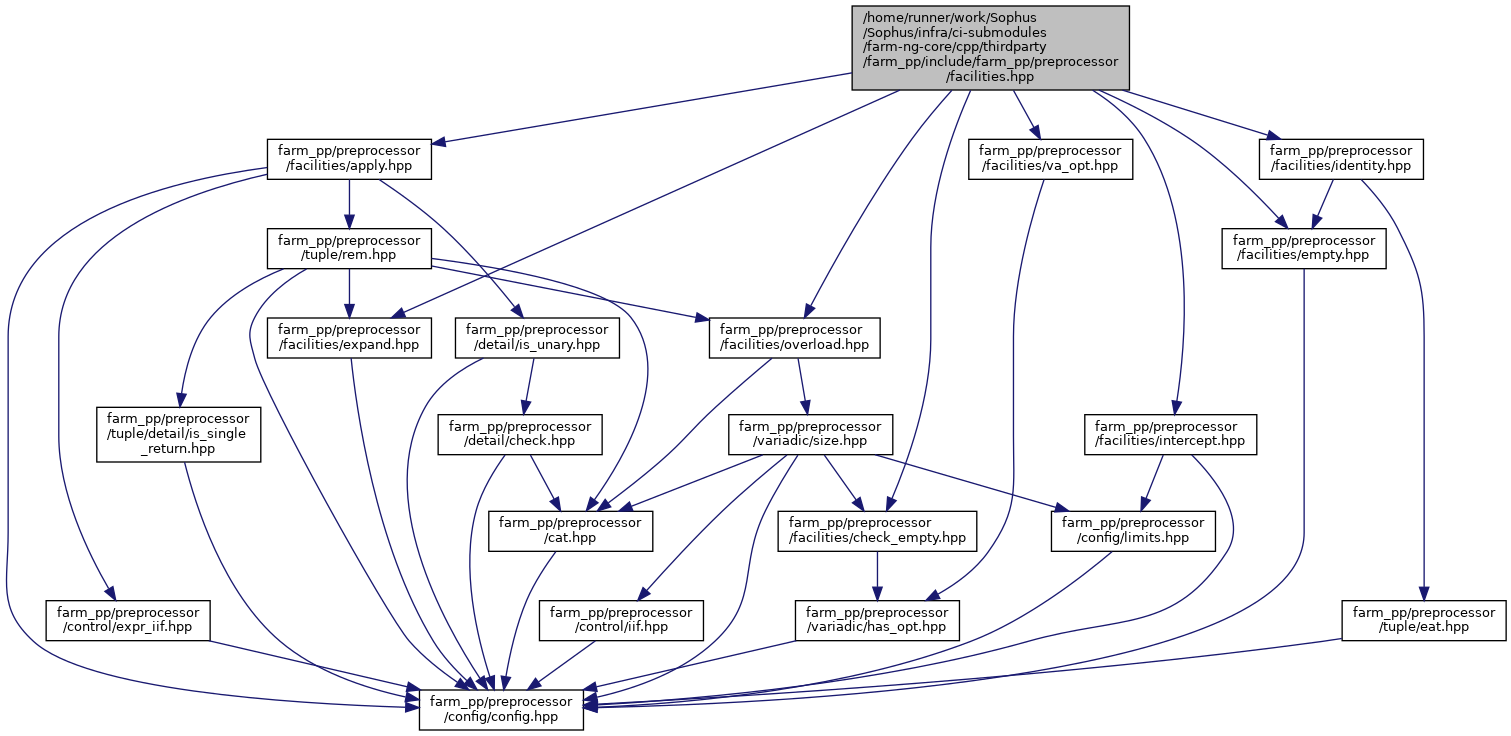 /home/runner/work/Sophus
/Sophus/infra/ci-submodules
/farm-ng-core/cpp/thirdparty
/farm_pp/include/farm_pp/preprocessor
/facilities.hpp
farm_pp/preprocessor
/facilities/apply.hpp
farm_pp/preprocessor
/facilities/va_opt.hpp
farm_pp/preprocessor
/facilities/identity.hpp
farm_pp/preprocessor
/tuple/rem.hpp
farm_pp/preprocessor
/facilities/empty.hpp
farm_pp/preprocessor
/facilities/expand.hpp
farm_pp/preprocessor
/detail/is_unary.hpp
farm_pp/preprocessor
/facilities/overload.hpp
farm_pp/preprocessor
/tuple/detail/is_single
_return.hpp
farm_pp/preprocessor
/detail/check.hpp
farm_pp/preprocessor
/variadic/size.hpp
farm_pp/preprocessor
/facilities/intercept.hpp
farm_pp/preprocessor
/cat.hpp
farm_pp/preprocessor
/facilities/check_empty.hpp
farm_pp/preprocessor
/config/limits.hpp
farm_pp/preprocessor
/control/expr_iif.hpp
farm_pp/preprocessor
/control/iif.hpp
farm_pp/preprocessor
/variadic/has_opt.hpp
farm_pp/preprocessor
/tuple/eat.hpp
farm_pp/preprocessor
/config/config.hpp